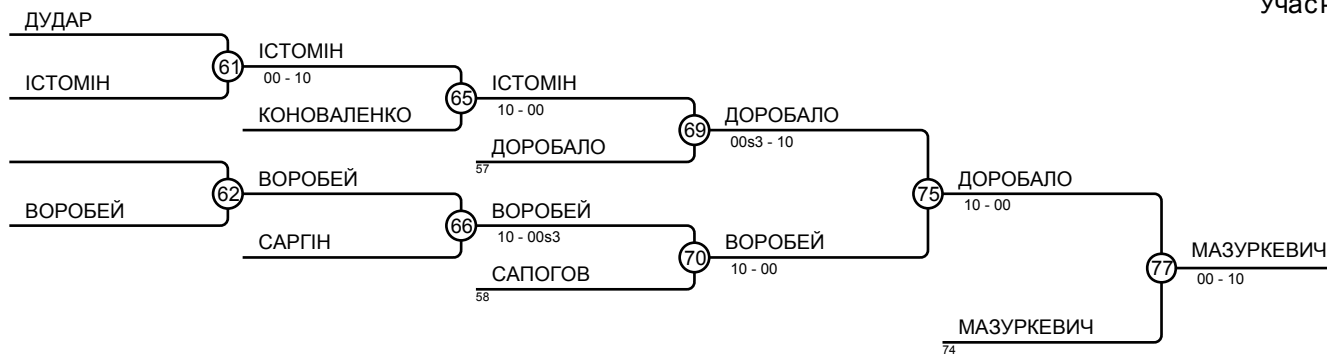 Учасн
ДУДАР
61
ІСТОМІН
00 - 10
ІСТОМІН
65
ІСТОМІН
10 - 00
КОНОВАЛЕНКО
69
ДОРОБАЛО
00s3 - 10
ДОРОБАЛО
57
62
ВОРОБЕЙ
75
ДОРОБАЛО
10 - 00
ВОРОБЕЙ
66
ВОРОБЕЙ
10 - 00s3
САРГІН
70
ВОРОБЕЙ
10 - 00
САПОГОВ
58
77
МАЗУРКЕВИЧ
00 - 10
МАЗУРКЕВИЧ
74